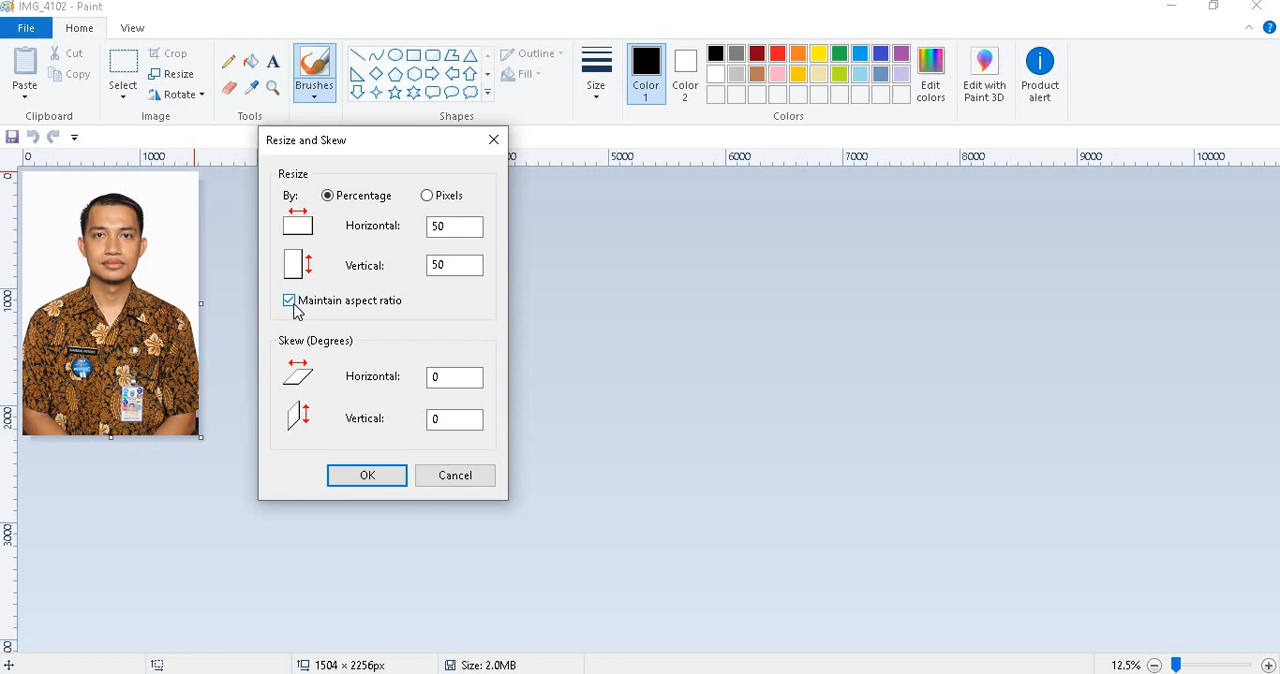 IMG_4102 - Paint
File Home View
Paste
Cut
Copy
Clipboard
Select
Crop
Resize
Rotate
Image
Tools
Brushes
Shapes
Outline
Fill
Size
Color 1
Color 2
Edit colors
Colors
Edit with Paint 3D
Product alert
0 1000 5000 6000 7000 8000 9000 10000
0
1000
2000
3000
Resize and Skew
Resize
By: Percentage Pixels
Horizontal: 50
Vertical: 50
Maintain aspect ratio
Skew (Degrees)
Horizontal: 0
Vertical: 0
OK Cancel
1504 × 2256px Size: 2.0MB 12.5%